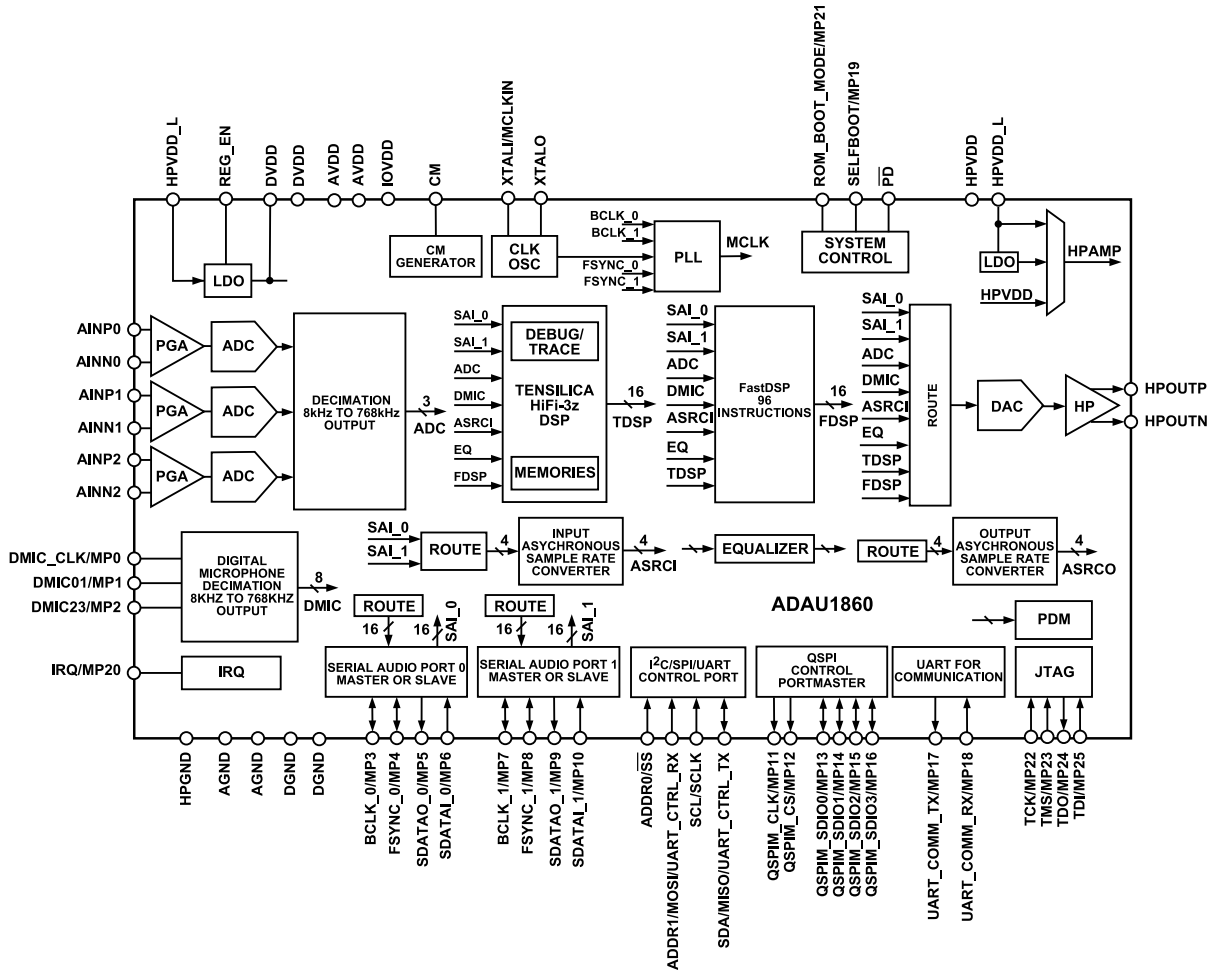 HPVDD_L
REG_EN
DVDD
DVDD
AVDD
AVDD
IOVDD
CM
XTALI/MCLKIN
XTALO
ROM_BOOT_MODE/MP21
SELFBOOT/MP19
PD
HPVDD
HPVDD_L
LDO
CM
GENERATOR
CLK
OSC
BCLK_0
BCLK_1
FSYNC_0
FSYNC_1
PLL
MCLK
SYSTEM
CONTROL
LDO
HPVDD
HPAMP
AINP0
AINN0
AINP1
AINN1
AINP2
AINN2
PGA
ADC
PGA
ADC
PGA
ADC
DECIMATION
8kHz TO 768kHz
OUTPUT
3
ADC
SAI_0
SAI_1
ADC
DMIC
ASRCI
EQ
FDSP
DEBUG/
TRACE
TENSILICA
HiFi-3z
DSP
MEMORIES
16
TDSP
SAI_0
SAI_1
ADC
DMIC
ASRCI
EQ
TDSP
FastDSP
96
INSTRUCTIONS
16
FDSP
SAI_0
SAI_1
ADC
DMIC
ASRCI
EQ
TDSP
FDSP
ROUTE
DAC
HP
HPOUTP
HPOUTN
DMIC_CLK/MP0
DMIC01/MP1
DMIC23/MP2
DIGITAL
MICROPHONE
DECIMATION
8KHZ TO 768KHZ
OUTPUT
8
DMIC
SAI_0
SAI_1
ROUTE
4
INPUT
ASYCHRONOUS
SAMPLE RATE
CONVERTER
4
ASRCI
EQUALIZER
ROUTE
4
OUTPUT
ASYCHRONOUS
SAMPLE RATE
CONVERTER
4
ASRCO
ADAU1860
PDM
IRQ/MP20
IRQ
ROUTE
16
16
SAI_0
SERIAL AUDIO PORT 0
MASTER OR SLAVE
ROUTE
16
16
SAI_1
SERIAL AUDIO PORT 1
MASTER OR SLAVE
I2C/SPI/UART
CONTROL PORT
QSPI
CONTROL
PORTMASTER
UART FOR
COMMUNICATION
JTAG
HPGND
AGND
AGND
DGND
DGND
BCLK_0/MP3
FSYNC_0/MP4
SDATAO_0/MP5
SDATAI_0/MP6
BCLK_1/MP7
FSYNC_1/MP8
SDATAO_1/MP9
SDATAI_1/MP10
ADDR0/SS
ADDR1/MOSI/UART_CTRL_RX
SCL/SCLK
SDA/MISO/UART_CTRL_TX
QSPIM_CLK/MP11
QSPIM_CS/MP12
QSPIM_SDIO0/MP13
QSPIM_SDIO1/MP14
QSPIM_SDIO2/MP15
QSPIM_SDIO3/MP16
UART_COMM_TX/MP17
UART_COMM_RX/MP18
TCK/MP22
TMS/MP23
TDO/MP24
TDI/MP25